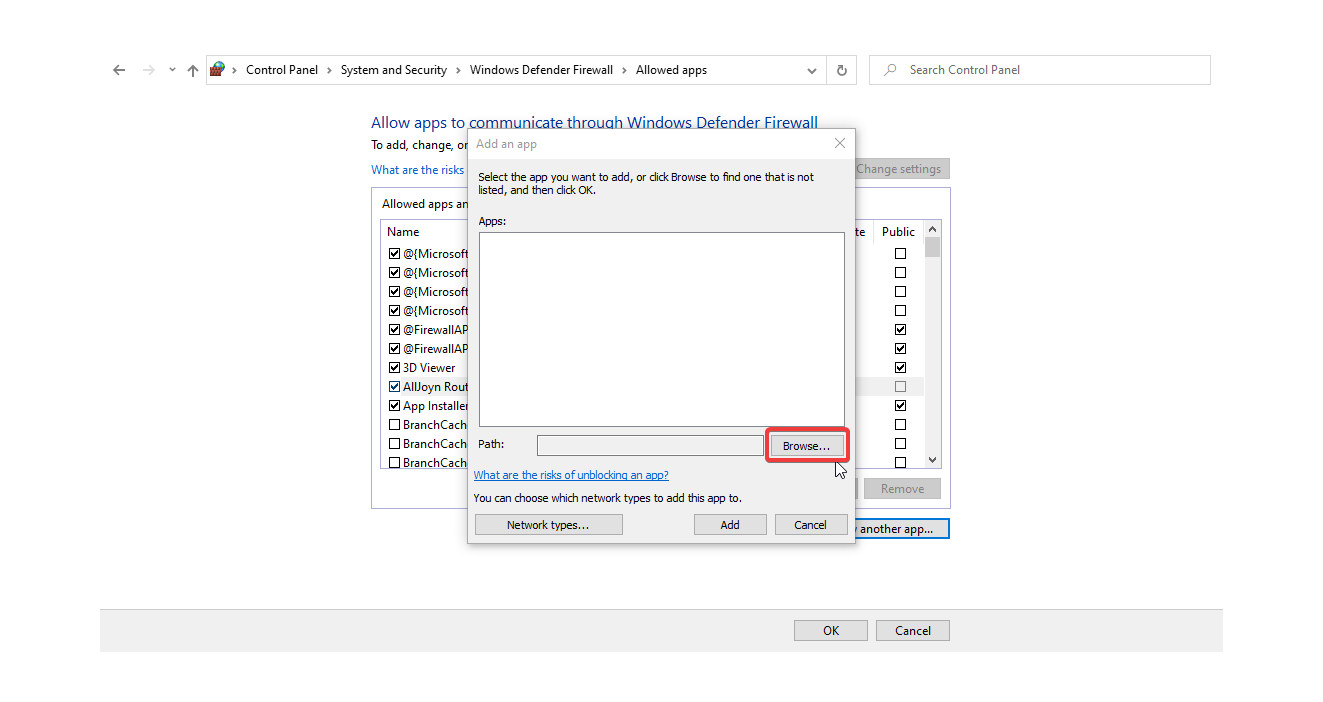 Control Panel > System and Security > Windows Defender Firewall > Allowed apps
Search Control Panel
Allow apps to communicate through Windows Defender Firewall
To add, change, or
What are the risks
Change settings
Allowed apps an
Name
te
Public
@{Microsoft
@{Microsoft
@{Microsoft
@{Microsoft
@FirewallAP
@FirewallAP
3D Viewer
AllJoyn Rout
App Installer
BranchCach
BranchCach
BranchCach
Remove
another app...
Add an app
Select the app you want to add, or click Browse to find one that is not
listed, and then click OK.
Apps:
Path:
Browse...
What are the risks of unblocking an app?
You can choose which network types to add this app to.
Network types...
Add
Cancel
OK
Cancel